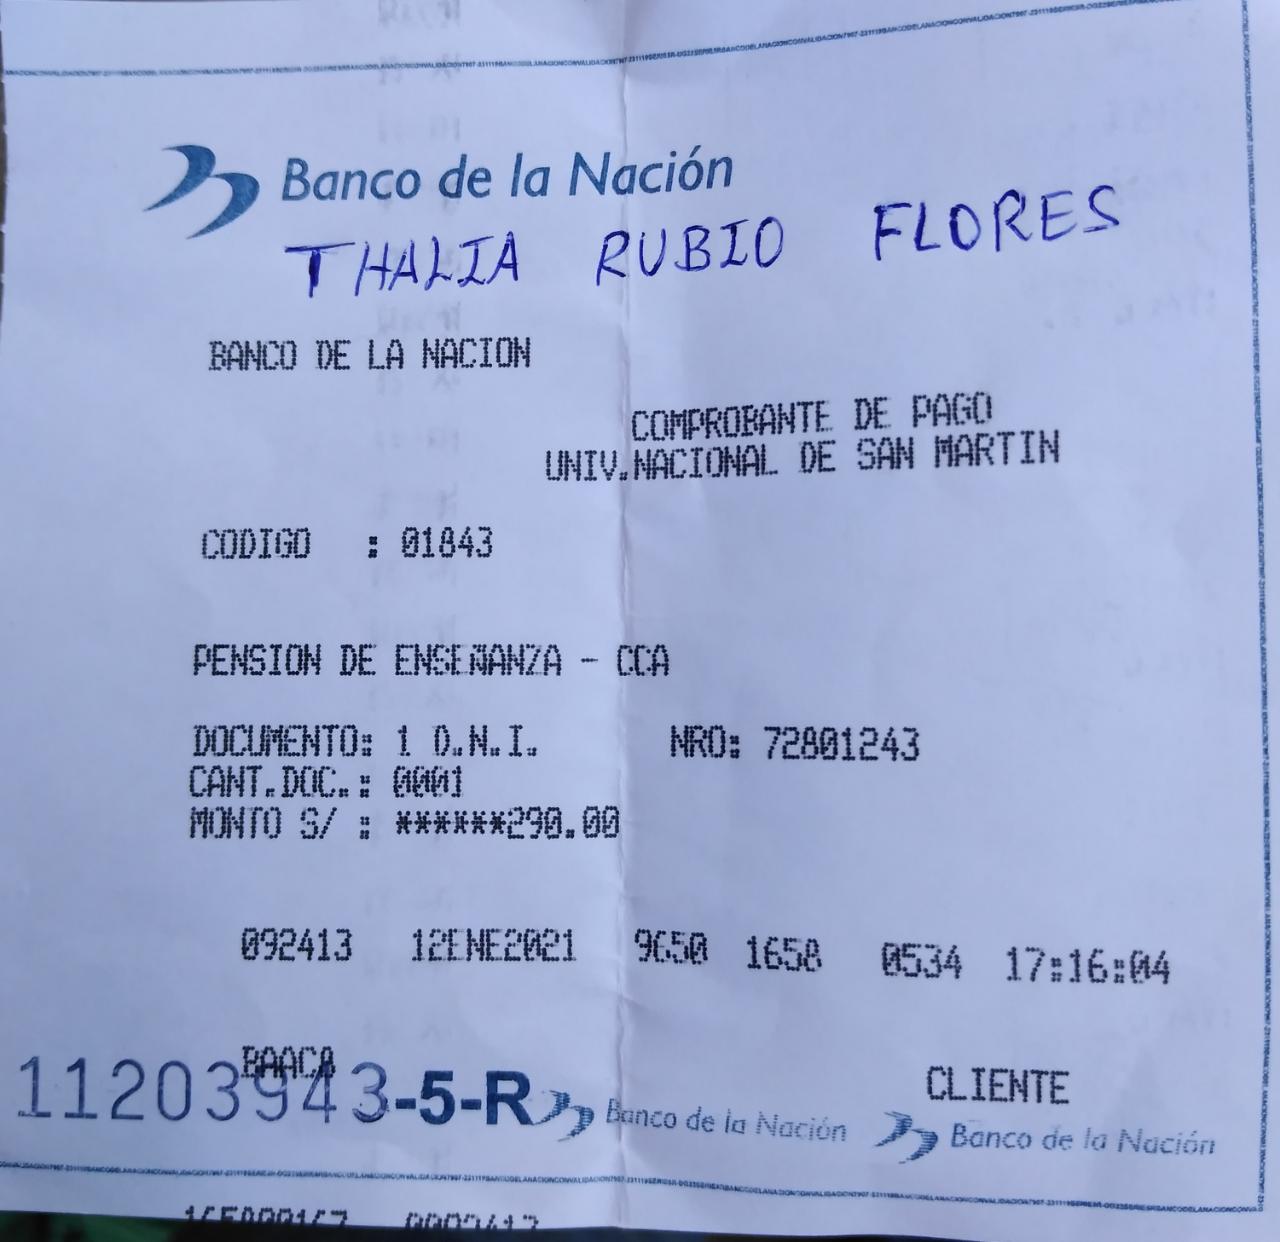 Banco de la Nación
THALIA RUBIO FLORES
BANCO DE LA NACION
COMPROBANTE DE PAGO
UNIV.NACIONAL DE SAN MARTIN
CODIGO : 01843
PENSION DE ENSEÑANZA - CCA
DOCUMENTO: 1 D.N.I. NRO: 72801243
CANT.DOC.: 0001
MONTO S/ : ******290.00
092413 12ENE2021 9650 1658 0534 17:16:04
BAACA CLIENTE
11203943-5-R Banco de la Nación Banco de la Nación